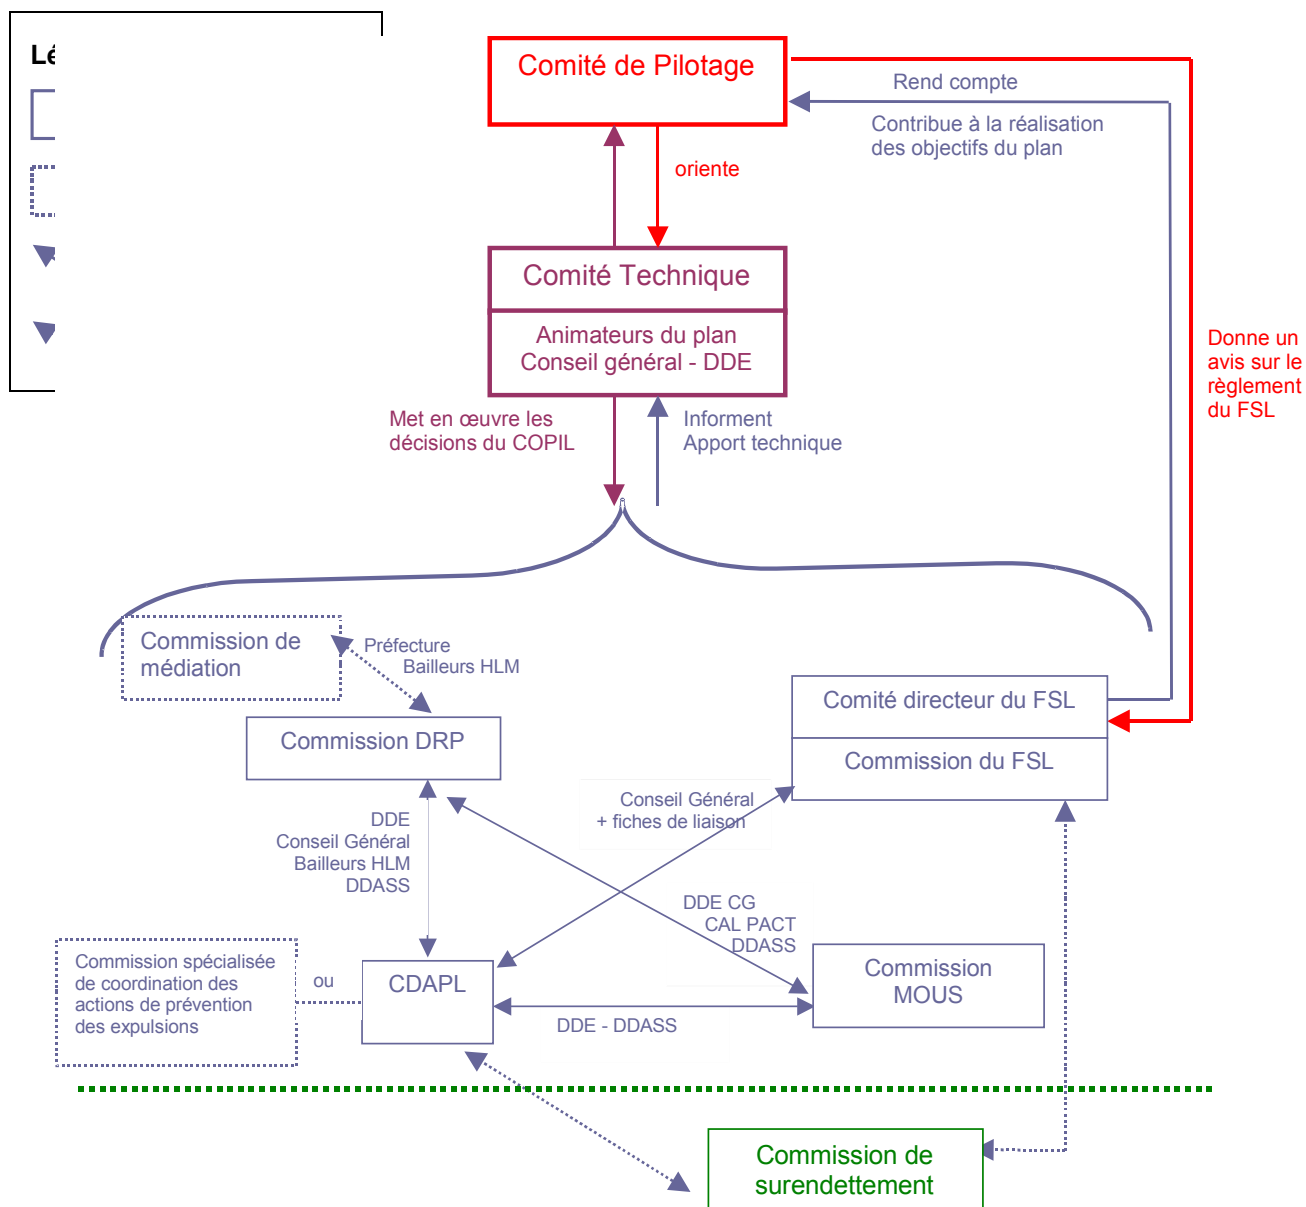 Lé
Comité de Pilotage
Rend compte
Contribue à la réalisation
des objectifs du plan
oriente
Comité Technique
Animateurs du plan
Conseil général - DDE
Donne un
avis sur le
règlement
du FSL
Met en œuvre les
décisions du COPIL
Informent
Apport technique
Commission de
médiation
Préfecture
Bailleurs HLM
Comité directeur du FSL
Commission DRP
Commission du FSL
Conseil Général
+ fiches de liaison
DDE
Conseil Général
Bailleurs HLM
DDASS
DDE CG
CAL PACT
DDASS
Commission spécialisée
de coordination des
actions de prévention
des expulsions
ou
CDAPL
Commission
MOUS
DDE - DDASS
Commission de
surendettement